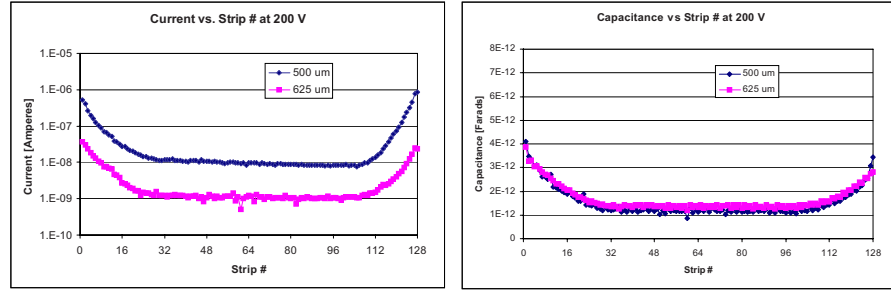 Current vs. Strip # at 200 V
1.E-05
1.E-06
1.E-07
1.E-08
1.E-09
1.E-10
Current [Amperes]
500 um
625 um
0 16 32 48 64 80 96 112 128
Strip #
Capacitance vs Strip # at 200 V
8E-12
7E-12
6E-12
5E-12
4E-12
3E-12
2E-12
1E-12
0
Capacitance [Farads]
500 um
625 um
0 16 32 48 64 80 96 112 128
Strip #